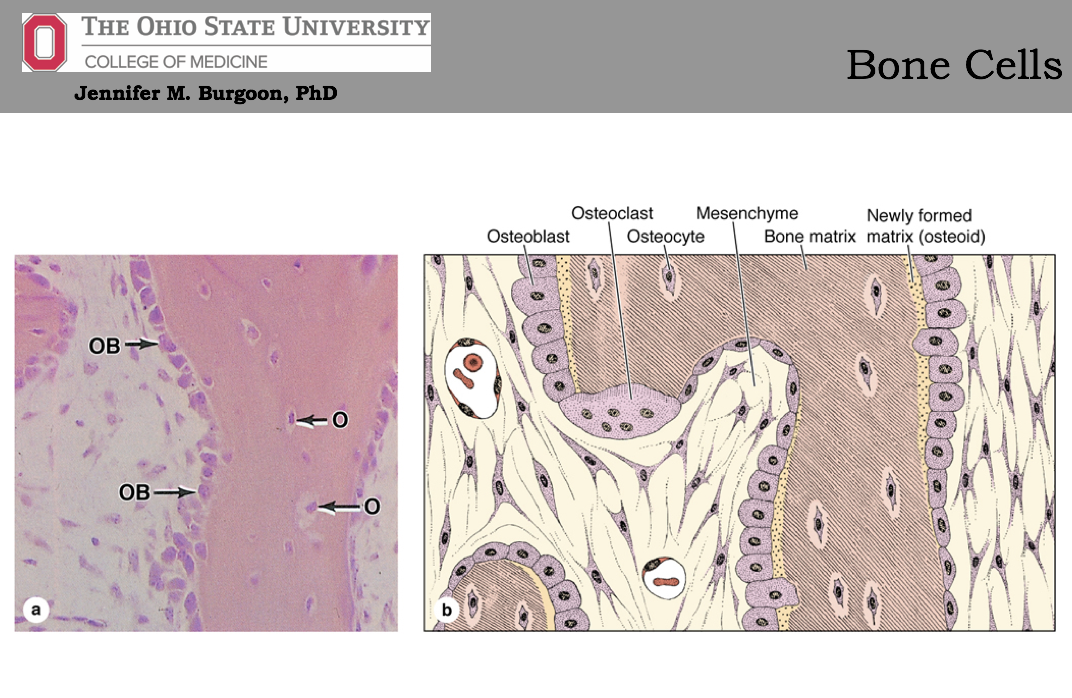 THE OHIO STATE UNIVERSITY
COLLEGE OF MEDICINE
Jennifer M. Burgoon, PhD
Bone Cells
Osteoclast
Mesenchyme
Newly formed
matrix (osteoid)
Osteoblast
Osteocyte
Bone matrix
OB
O
OB
O
a
b